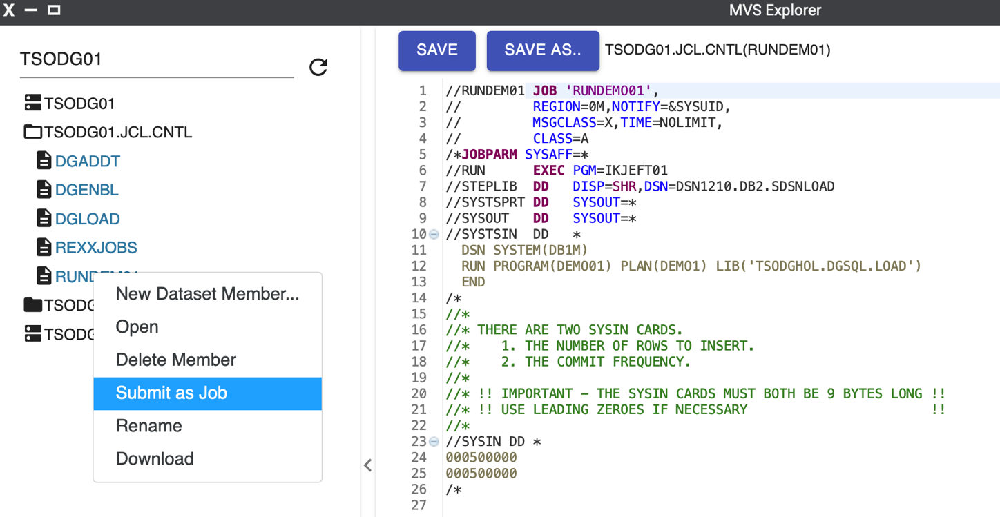 X
MVS Explorer
TSODG01
TSODG01
TSODG01.JCL.CNTL
DGADDT
DGENBL
DGLOAD
REXXJOBS
TSODG
TSODG
New Dataset Member...
Open
Delete Member
Submit as Job
Rename
Download
SAVE SAVE AS.. TSODG01.JCL.CNTL(RUNDEM01)
1 //RUNDEM01 JOB 'RUNDEMO01',
2 //         REGION=0M,NOTIFY=&SYSUID,
3 //         MSGCLASS=X,TIME=NOLIMIT,
4 //         CLASS=A
5 /*JOBPARM SYSAFF=*
6 //RUN      EXEC PGM=IKJEFT01
7 //STEPLIB  DD   DISP=SHR,DSN=DSN1210.DB2.SDSNLOAD
8 //SYSTSPRT DD   SYSOUT=*
9 //SYSOUT   DD   SYSOUT=*
10 //SYSTSIN  DD   *
11   DSN SYSTEM(DB1M)
12   RUN PROGRAM(DEMO01) PLAN(DEMO1) LIB('TSODGHOL.DGSQL.LOAD')
13   END
14 /*
15 //*
16 //* THERE ARE TWO SYSIN CARDS.
17 //*    1. THE NUMBER OF ROWS TO INSERT.
18 //*    2. THE COMMIT FREQUENCY.
19 //*
20 //* !! IMPORTANT – THE SYSIN CARDS MUST BOTH BE 9 BYTES LONG !!
21 //* !! USE LEADING ZEROES IF NECESSARY                       !!
22 //*
23 //SYSIN DD *
24 000500000
25 000500000
26 /*
27